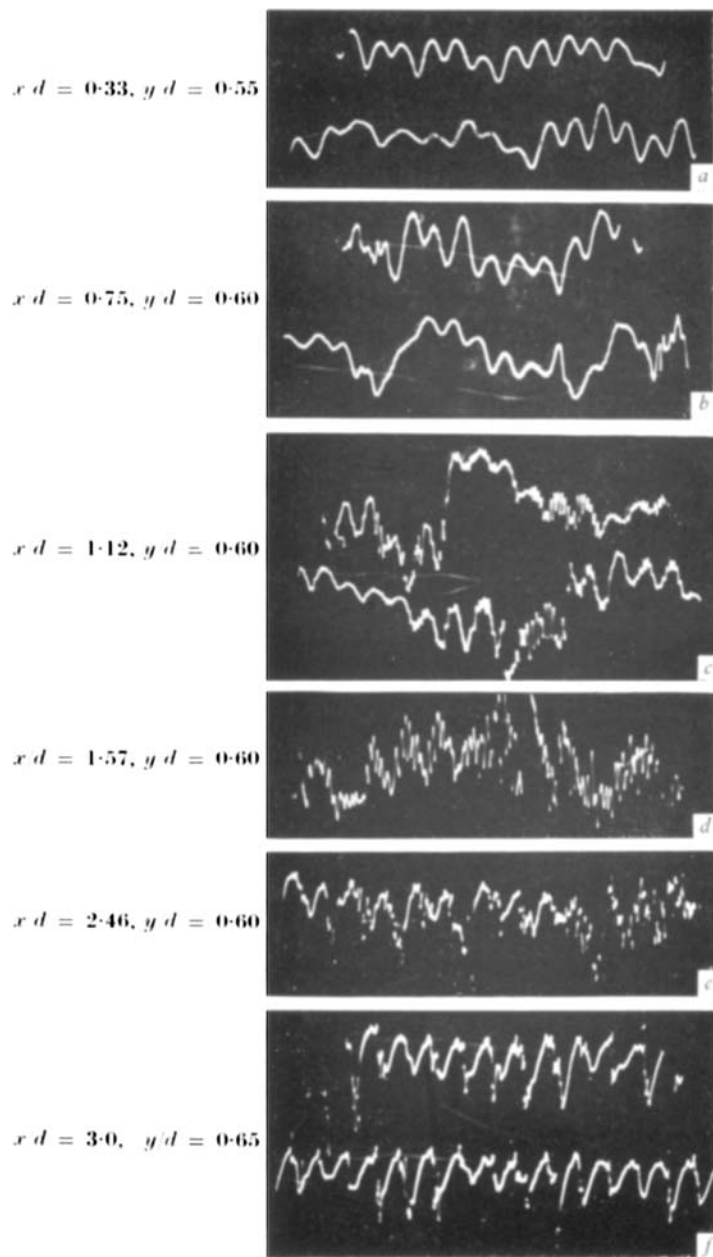 x/d = 0·33, y/d = 0·55
a
x/d = 0·75, y/d = 0·60
b
x/d = 1·12, y/d = 0·60
c
x/d = 1·57, y/d = 0·60
d
x/d = 2·46, y/d = 0·60
e
x/d = 3·0, y/d = 0·65
f